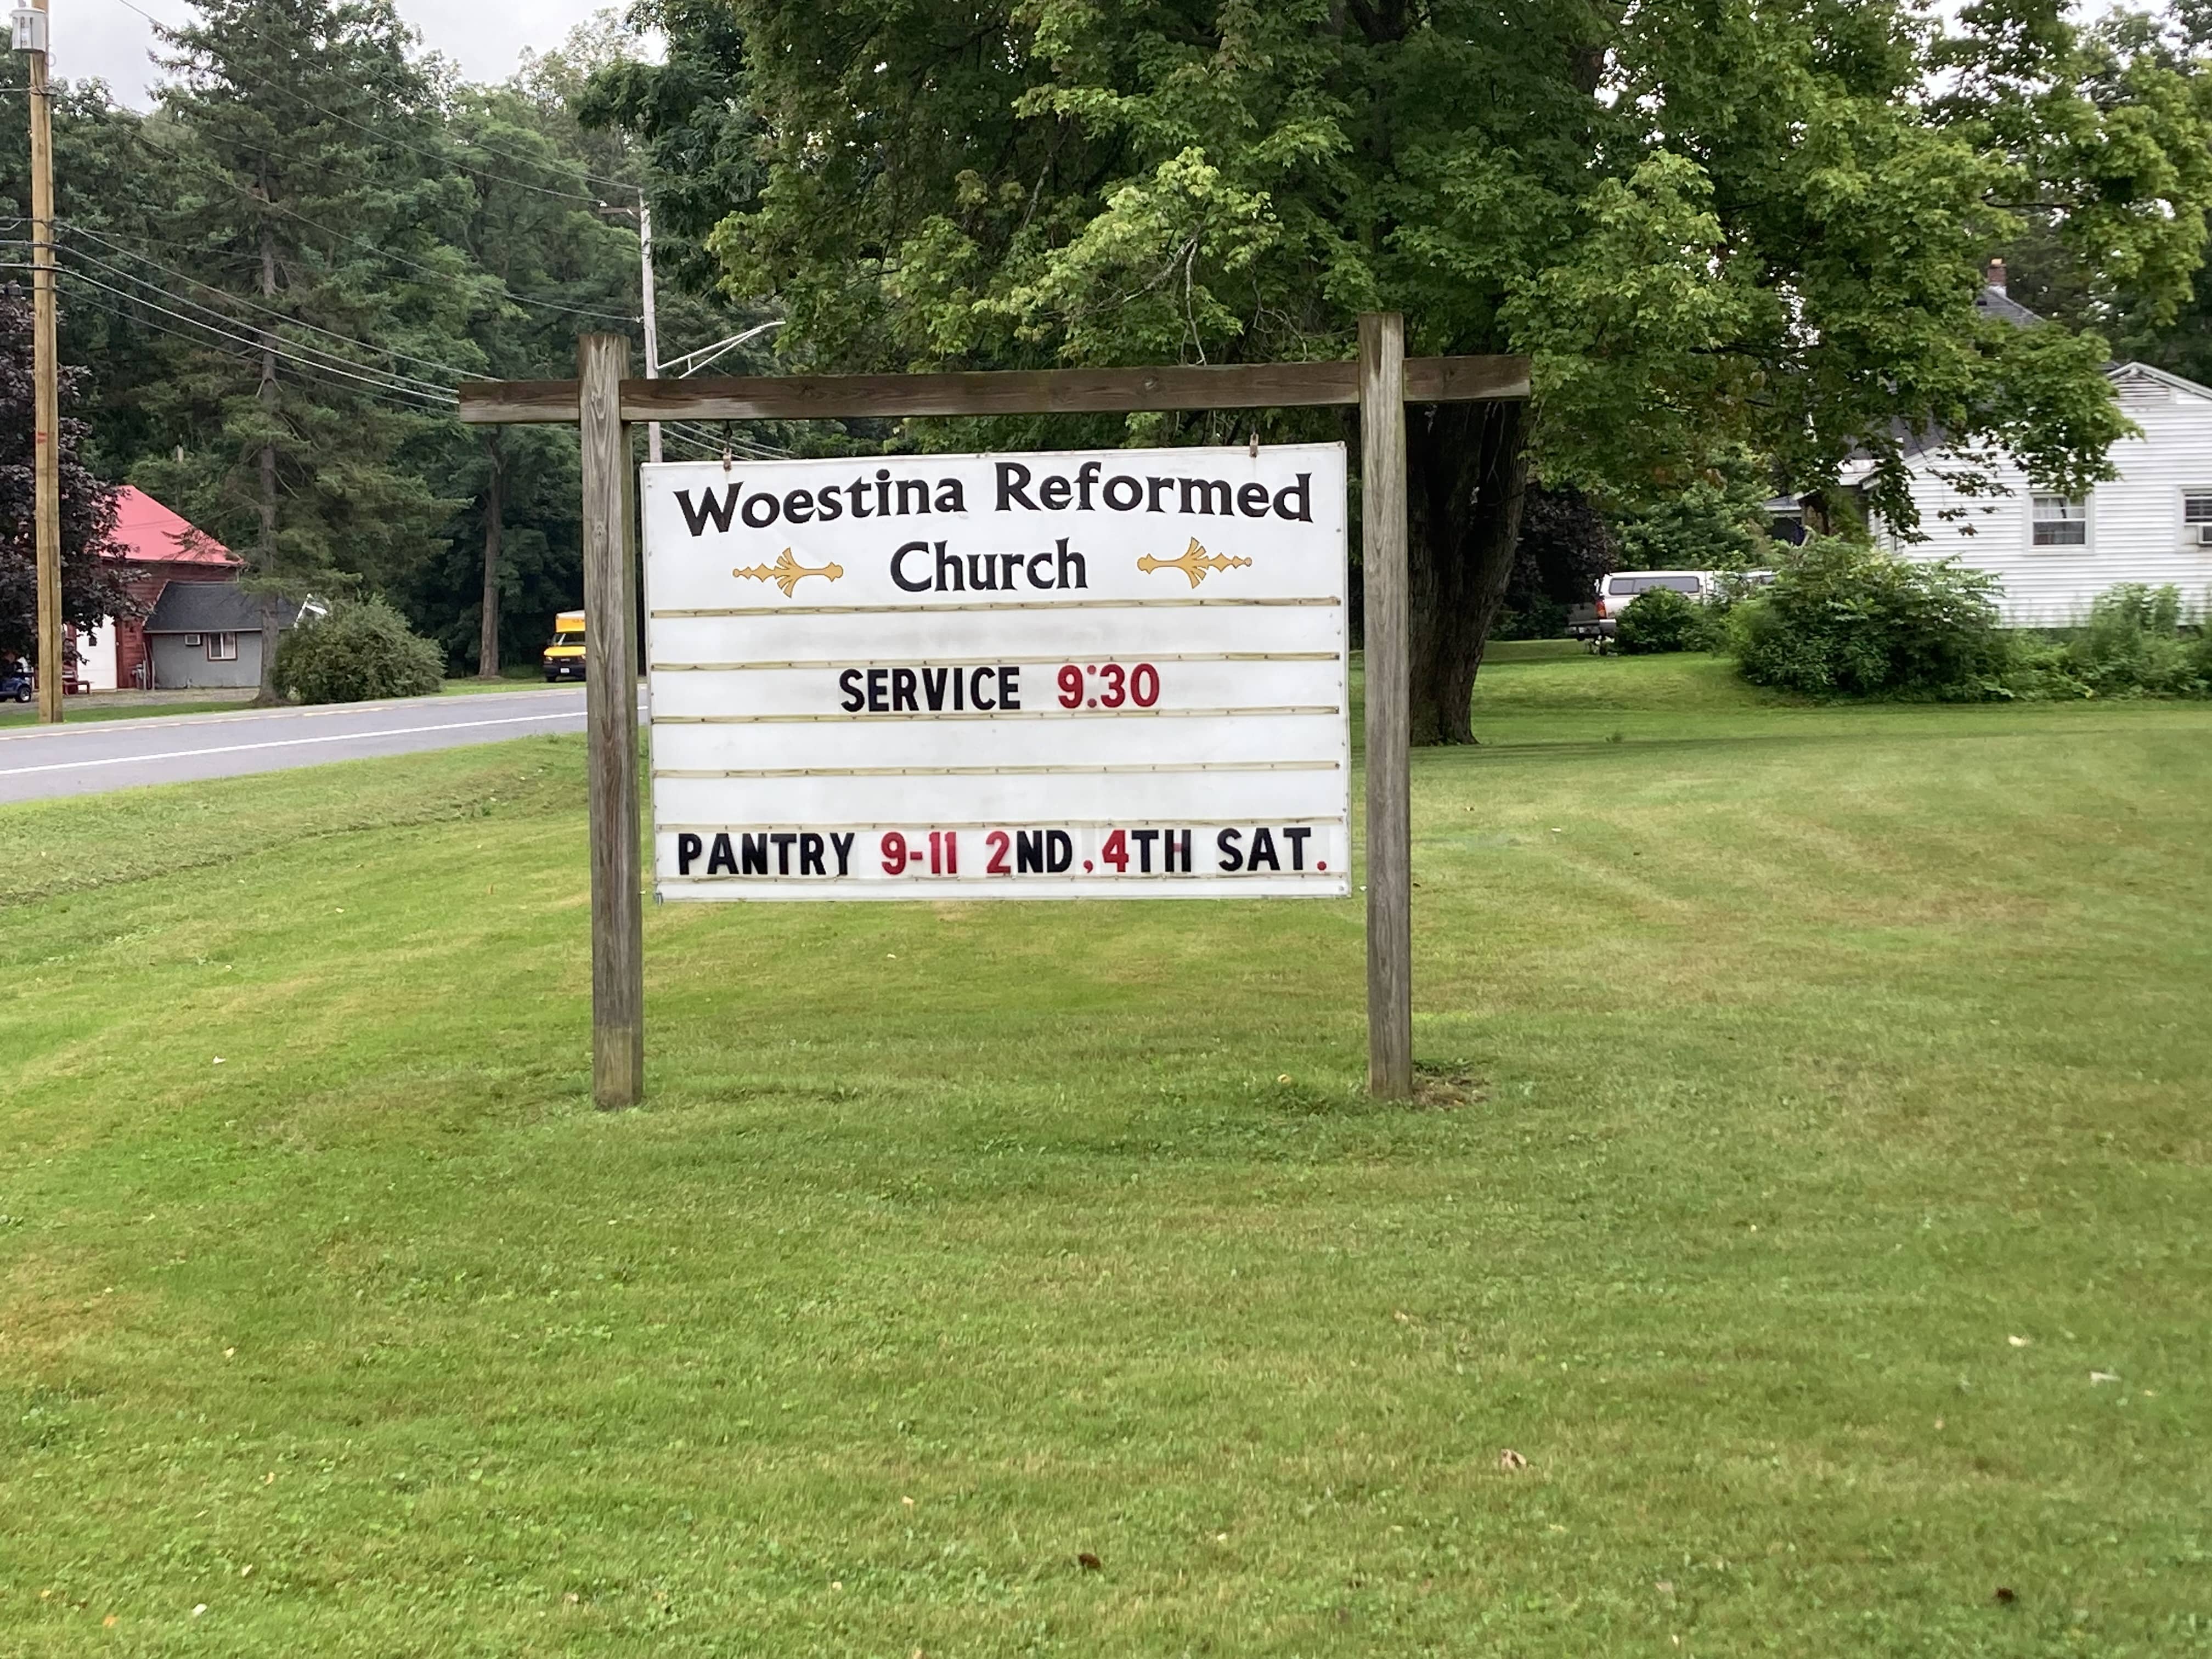 Woestina Reformed
Church
SERVICE 9:30
PANTRY 9-11 2ND, 4TH SAT.